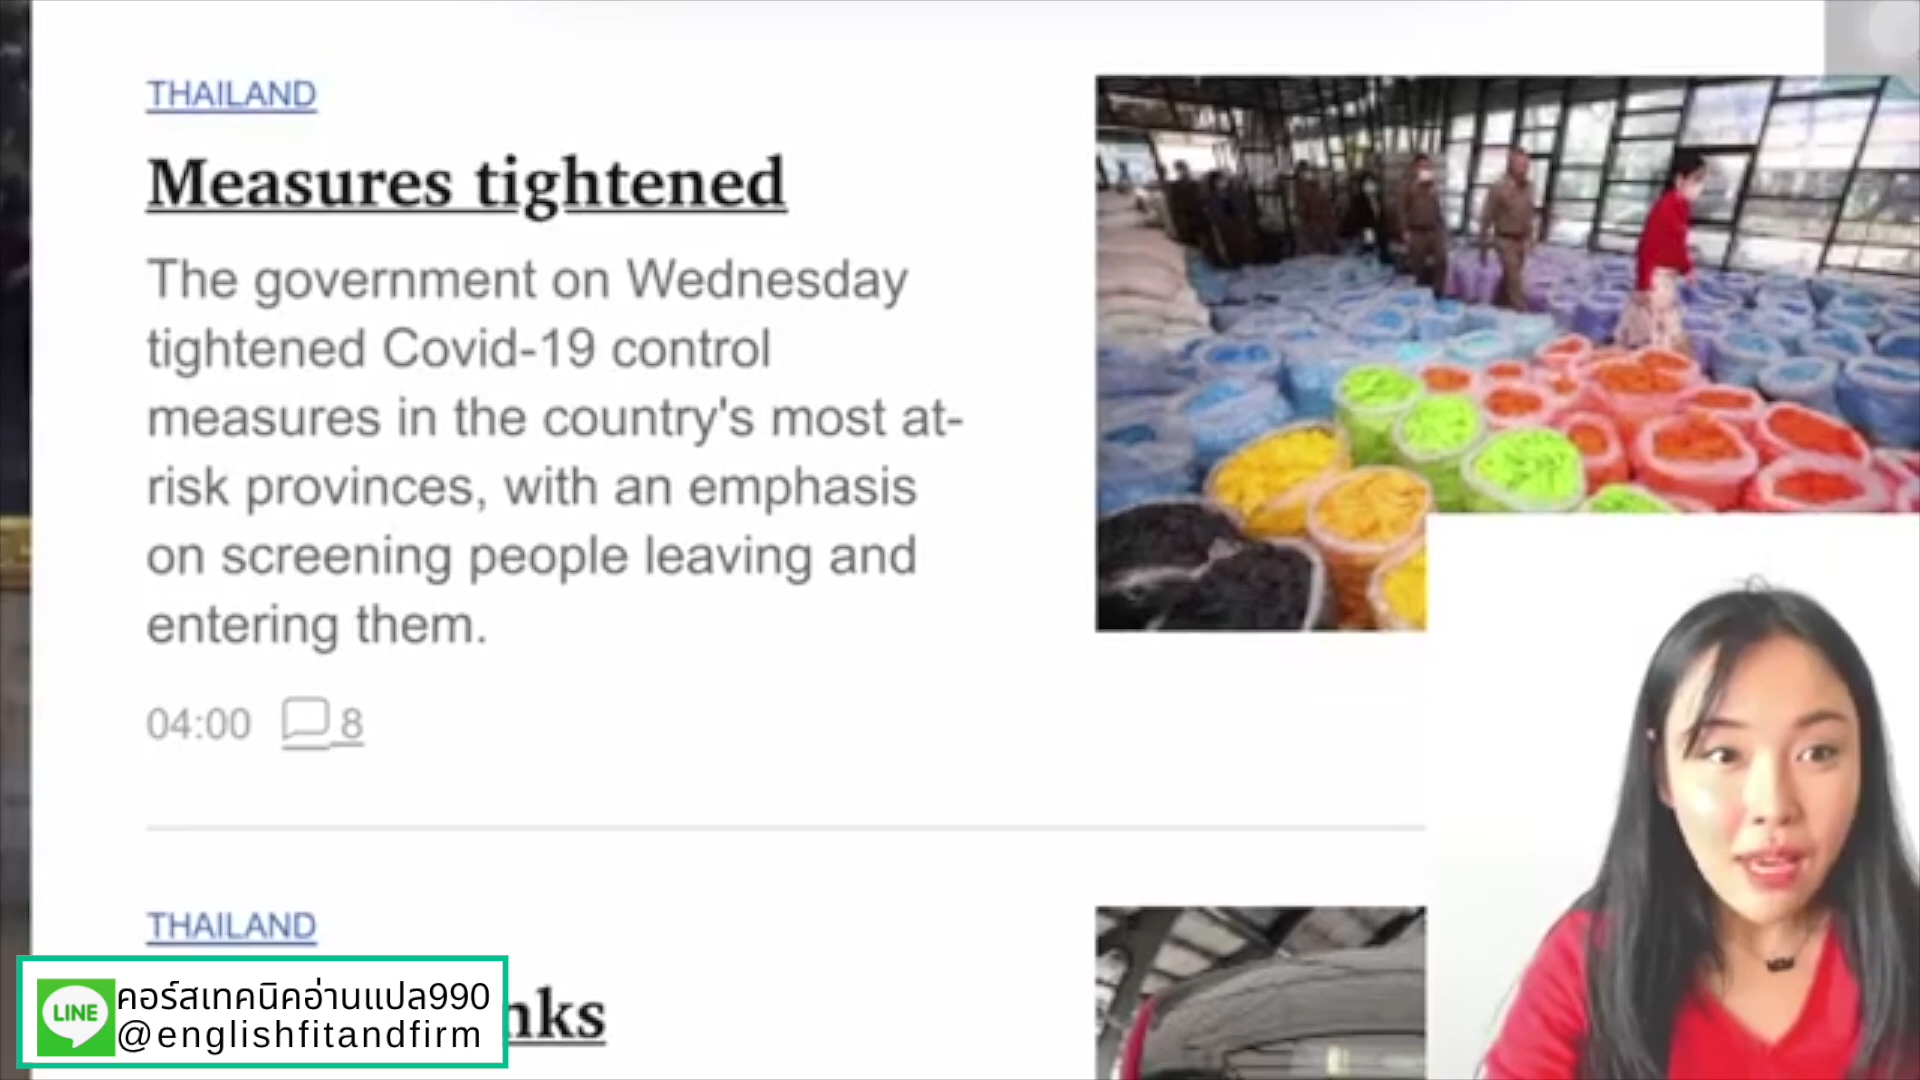 THAILAND
Measures tightened
The government on Wednesday
tightened Covid-19 control
measures in the country's most at-
risk provinces, with an emphasis
on screening people leaving and
entering them.
04:00 8
THAILAND
nks
LINE
คอร์สเทคนิคอ่านแปล990
@englishfitandfirm